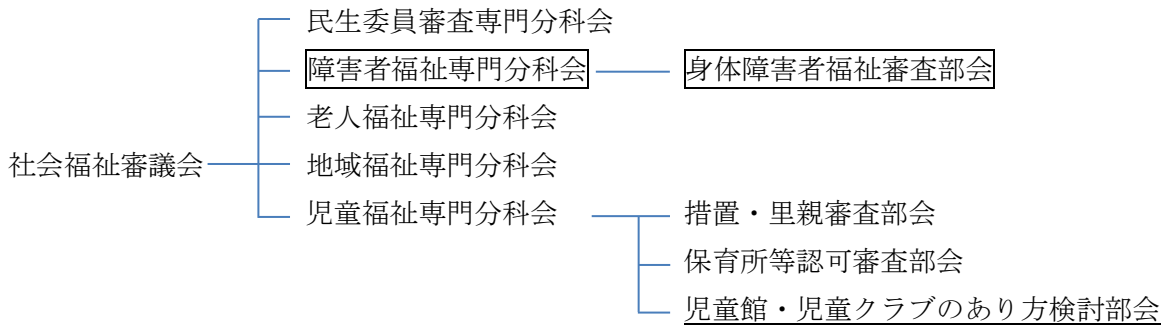 民生委員審査専門分科会
障害者福祉専門分科会 身体障害者福祉審査部会
老人福祉専門分科会
社会福祉審議会 地域福祉専門分科会
児童福祉専門分科会 措置・里親審査部会
保育所等認可審査部会
児童館・児童クラブのあり方検討部会